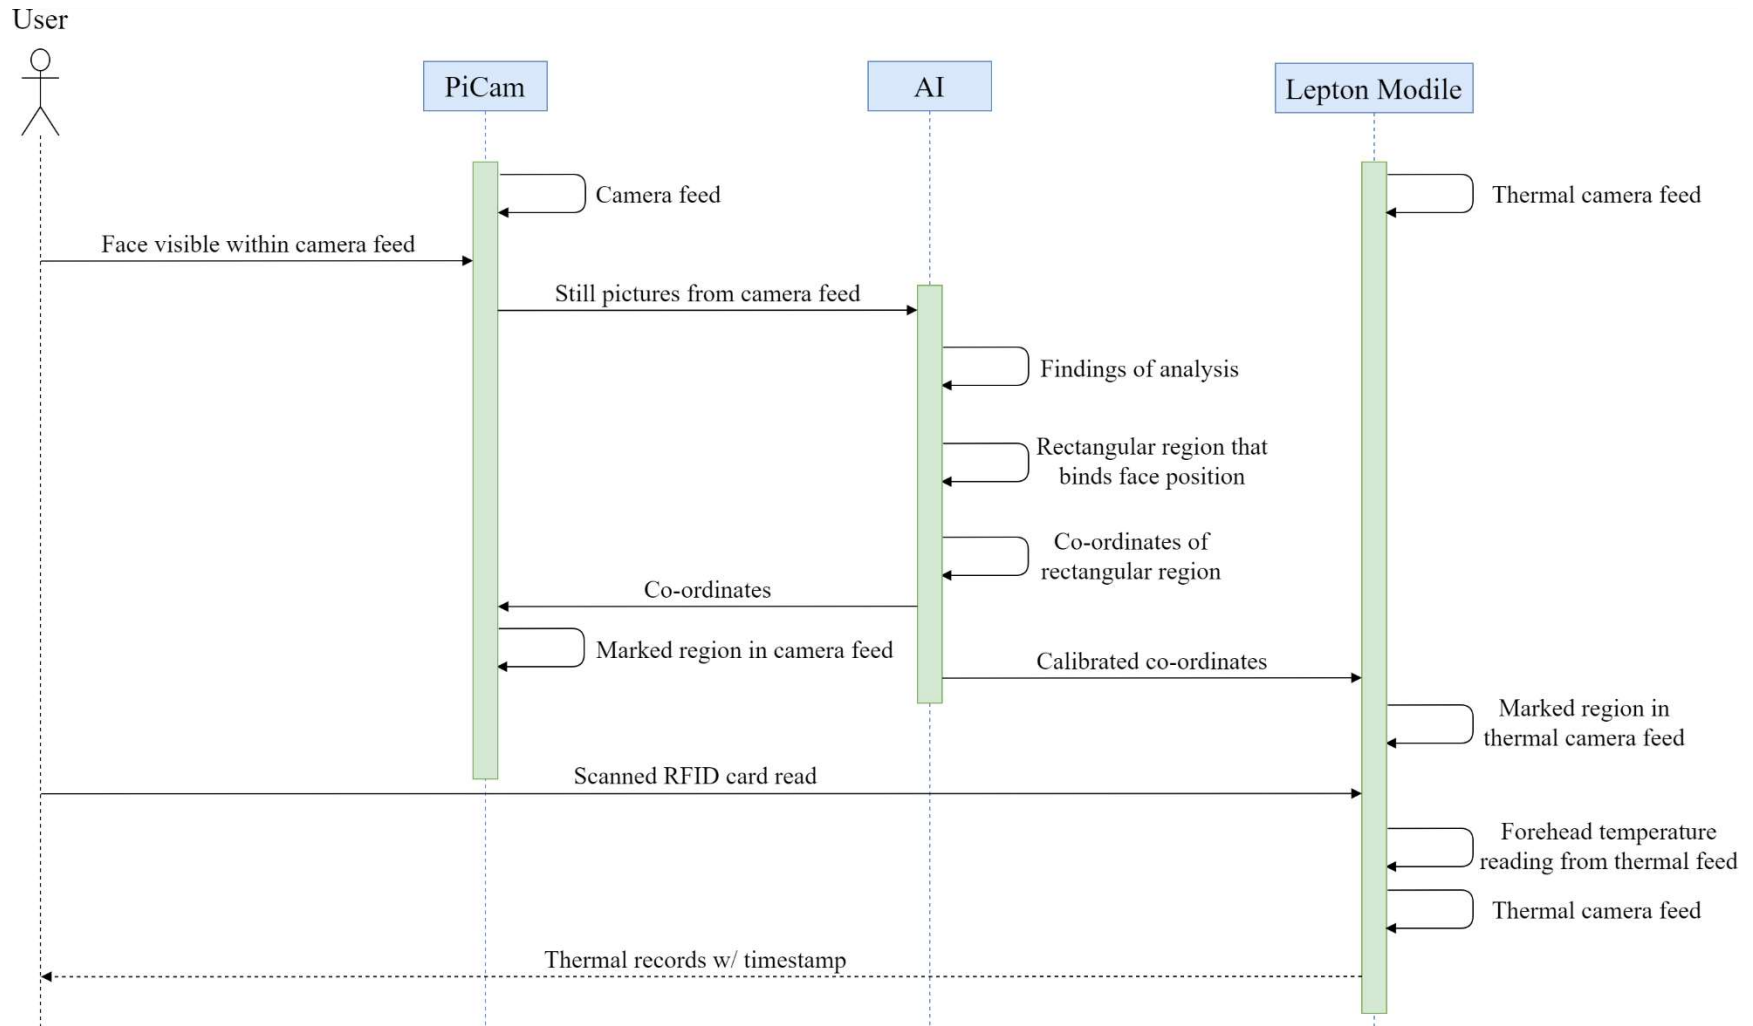 User
PiCam
AI
Lepton Modile
Camera feed
Thermal camera feed
Face visible within camera feed
Still pictures from camera feed
Findings of analysis
Rectangular region that
binds face position
Co-ordinates of
rectangular region
Co-ordinates
Marked region in camera feed
Calibrated co-ordinates
Marked region in
thermal camera feed
Scanned RFID card read
Forehead temperature
reading from thermal feed
Thermal camera feed
Thermal records w/ timestamp